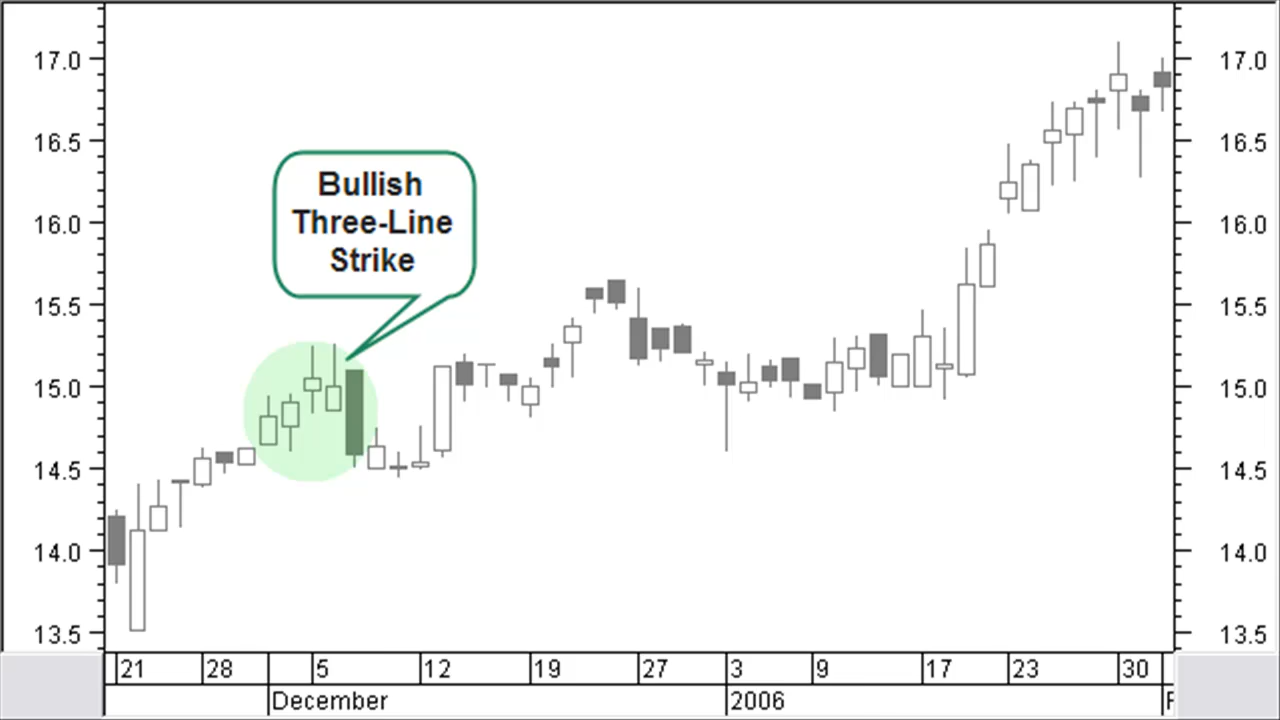 17.0 17.0
16.5 16.5
Bullish
Three-Line
Strike
16.0 16.0
15.5 15.5
15.0 15.0
14.5 14.5
14.0 14.0
13.5 13.5
21 28 5 12 19 27 3 9 17 23 30
December 2006